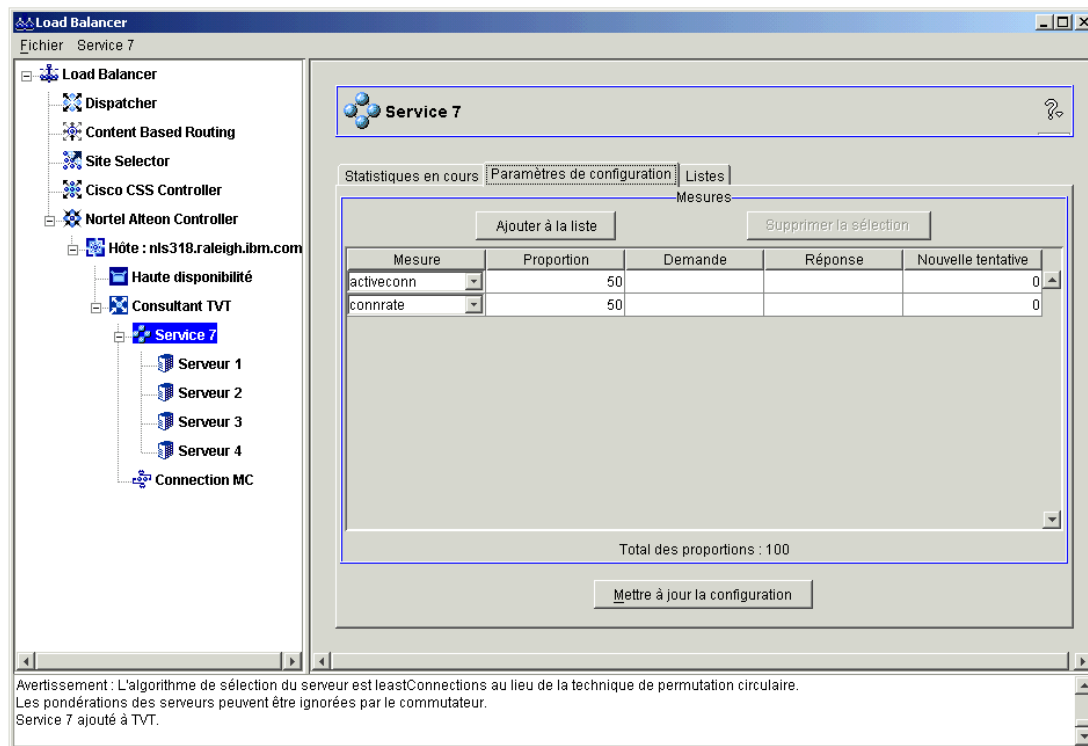 Load Balancer
Fichier Service 7
Load Balancer
Dispatcher
Content Based Routing
Site Selector
Cisco CSS Controller
Nortel Alteon Controller
Hôte : nls318.raleigh.ibm.com
Haute disponibilité
Consultant TVT
Service 7
Serveur 1
Serveur 2
Serveur 3
Serveur 4
Connection MC
Service 7
?
Statistiques en cours Paramètres de configuration Listes
Mesures
Ajouter à la liste Supprimer la sélection
Mesure Proportion Demande Réponse Nouvelle tentative
activeconn 50 0
connrate 50 0
Total des proportions : 100
Mettre à jour la configuration
Avertissement : L'algorithme de sélection du serveur est leastConnections au lieu de la technique de permutation circulaire.
Les pondérations des serveurs peuvent être ignorées par le commutateur.
Service 7 ajouté à TVT.